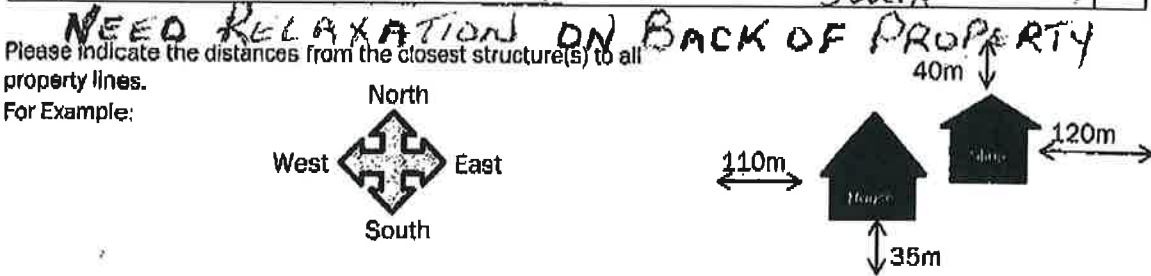 NEED RELAXATION ON BACK OF PROPERTY
Please indicate the distances from the closest structure(s) to all
property lines.
For Example:
North
West
East
South
40m
110m
120m
House
35m